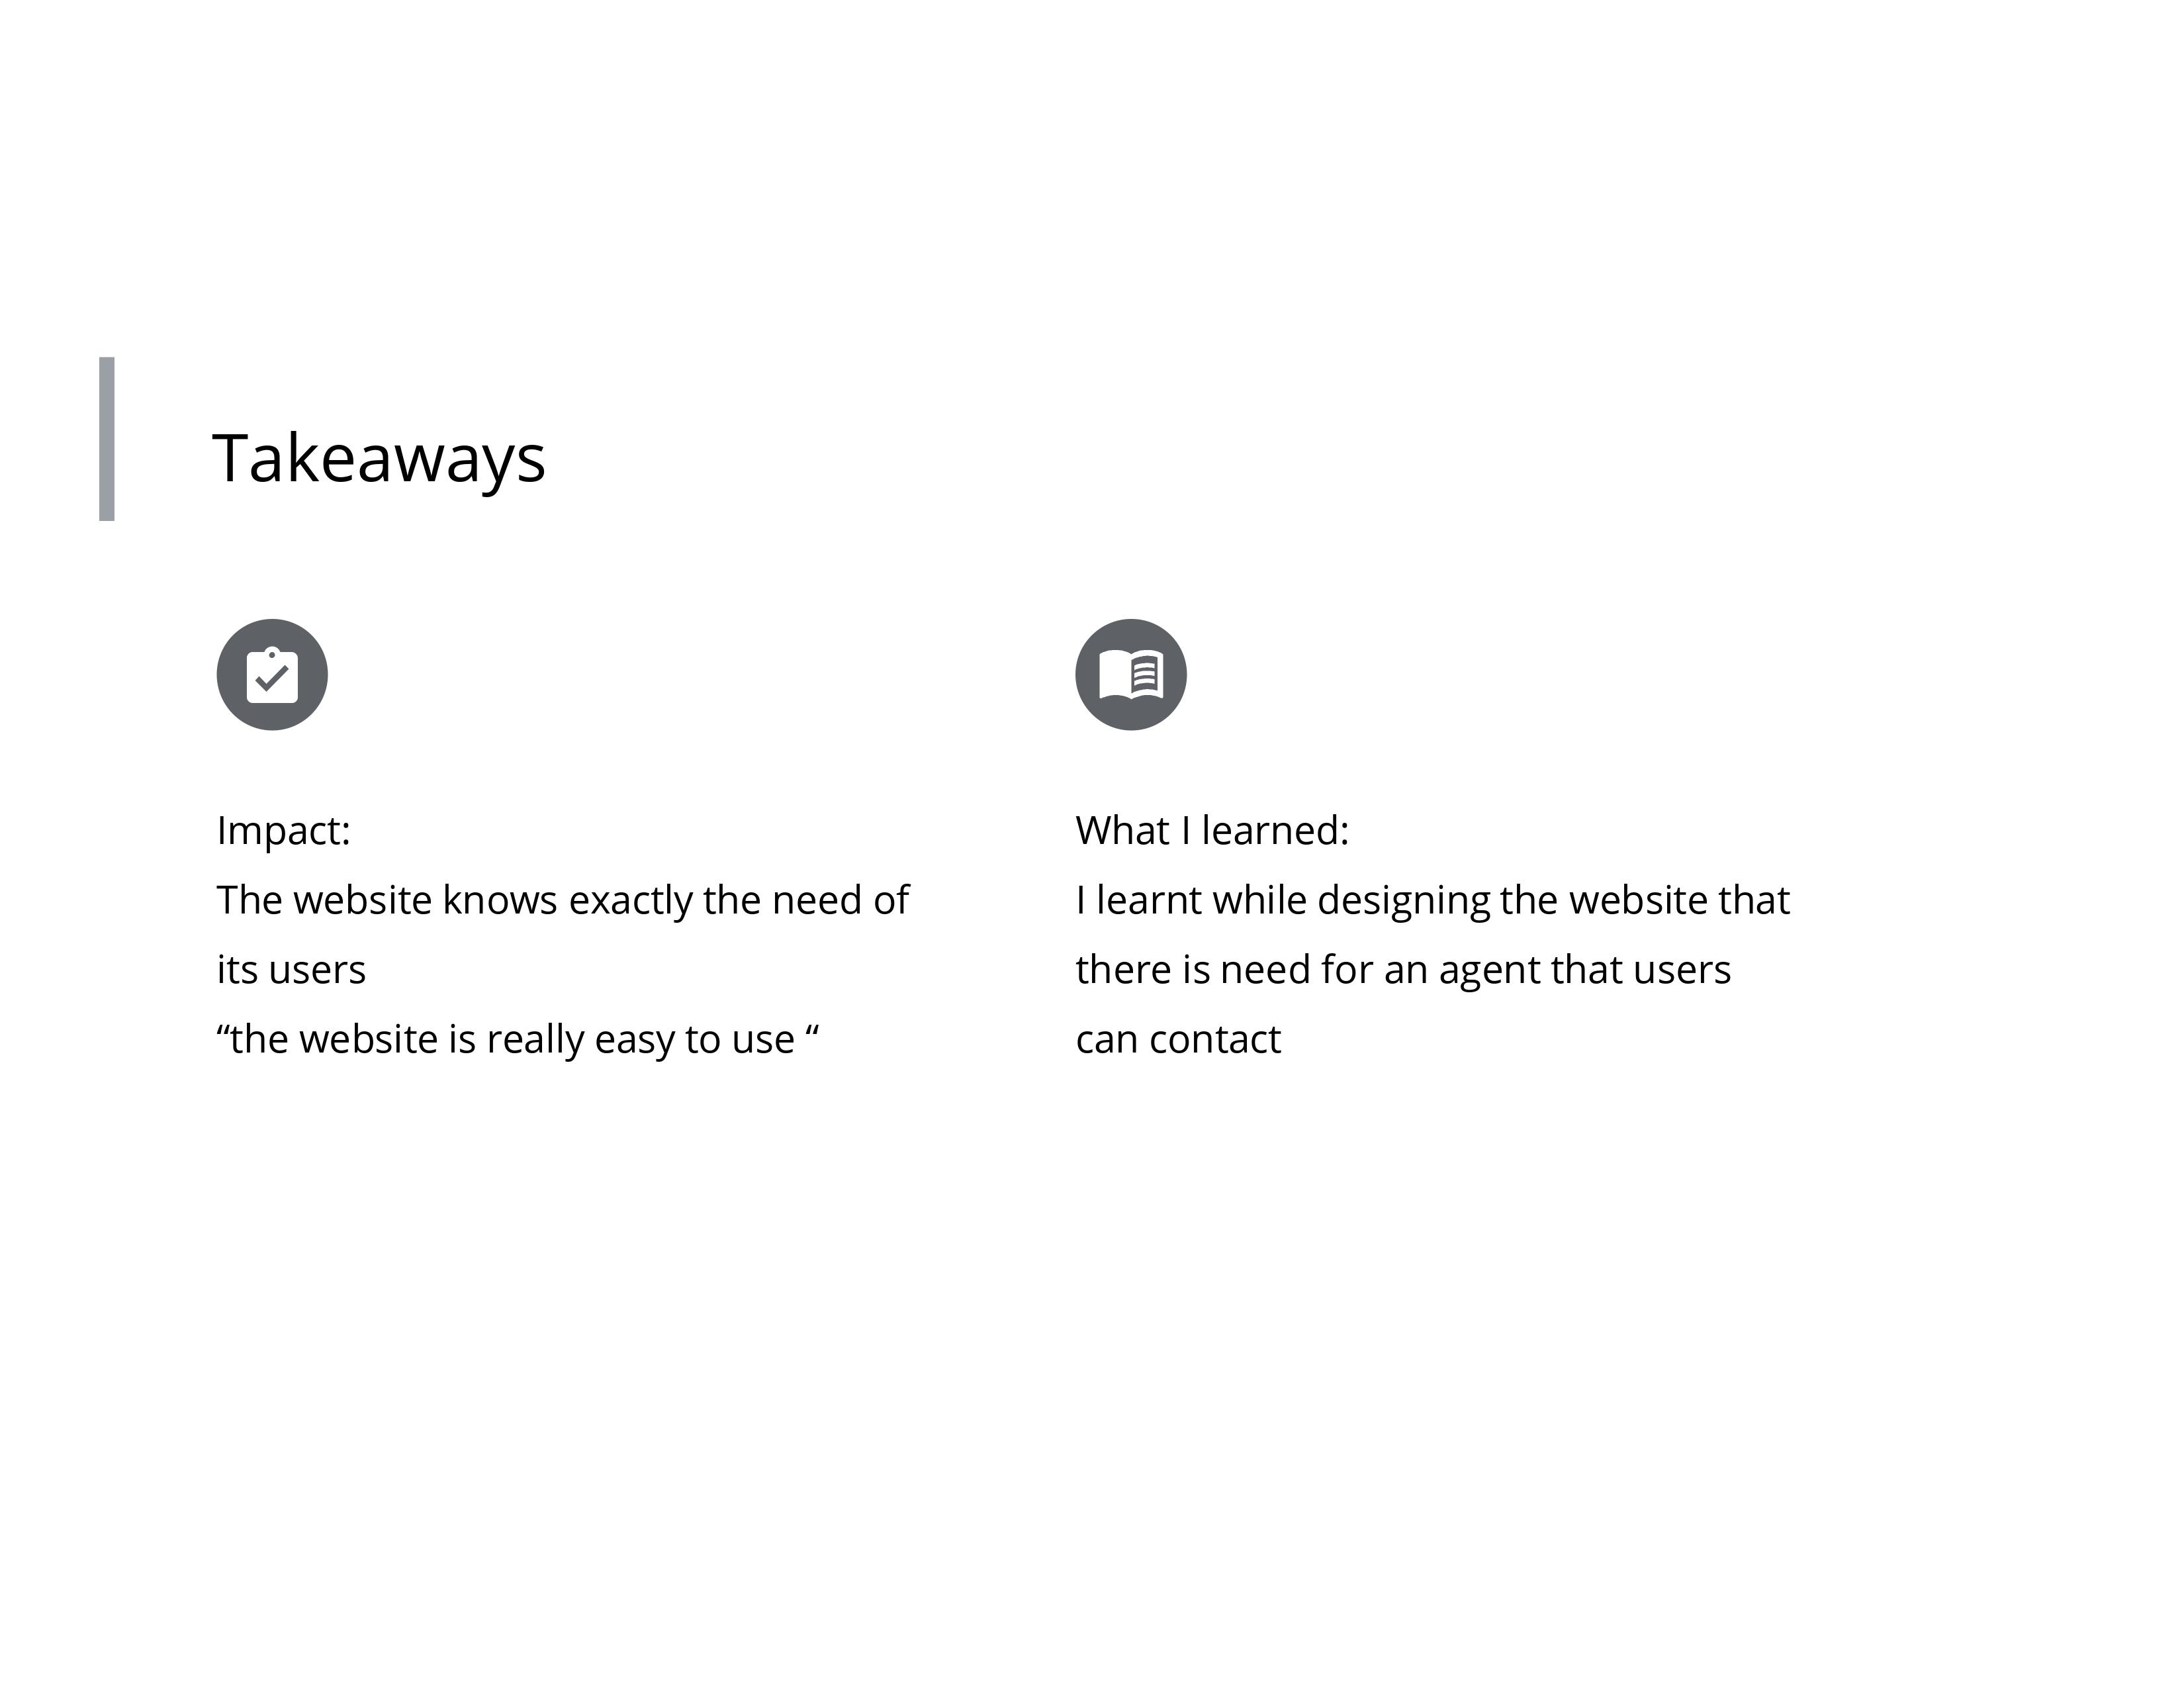 Takeaways
Impact:
The website knows exactly the need of
its users
“the website is really easy to use “
What I learned:
I learnt while designing the website that
there is need for an agent that users
can contact